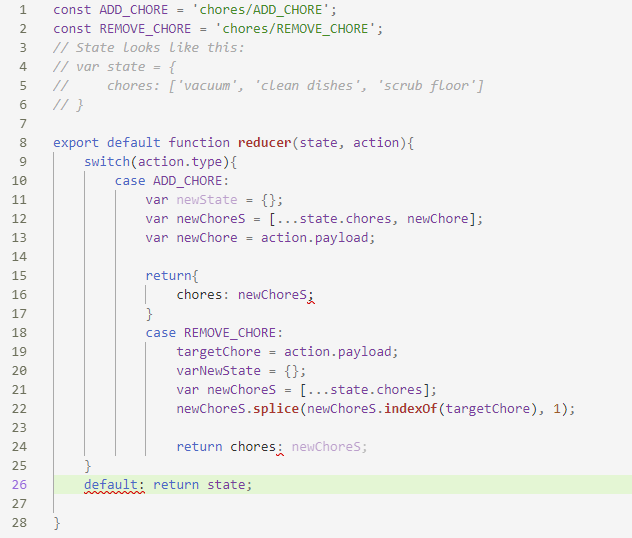 1 const ADD_CHORE = 'chores/ADD_CHORE';
2 const REMOVE_CHORE = 'chores/REMOVE_CHORE';
3 // State looks like this:
4 // var state = {
5 //     chores: ['vacuum', 'clean dishes', 'scrub floor']
6 // }
7
8 export default function reducer(state, action){
9     switch(action.type){
10         case ADD_CHORE:
11             var newState = {};
12             var newChoreS = [...state.chores, newChore];
13             var newChore = action.payload;
14
15             return{
16                 chores: newChoreS;
17             }
18             case REMOVE_CHORE:
19                 targetChore = action.payload;
20                 varNewState = {};
21                 var newChoreS = [...state.chores];
22                 newChoreS.splice(newChoreS.indexOf(targetChore), 1);
23
24                 return chores: newChoreS;
25     }
26     default: return state;
27
28 }